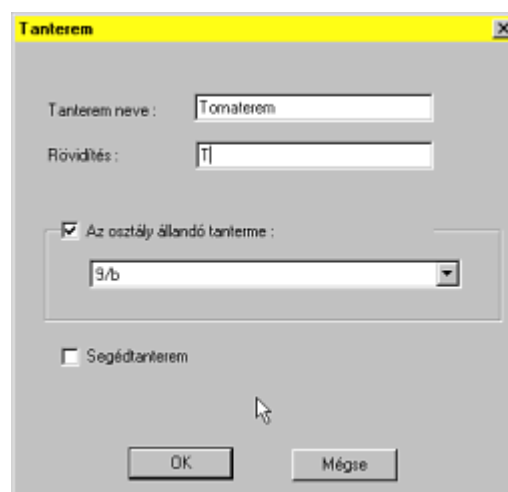 Tanterem
Tanterem neve : Tornaterem
Rövidítés : T
Az osztály állandó tanterme :
9/b
Segédtanterem
OK Mégse